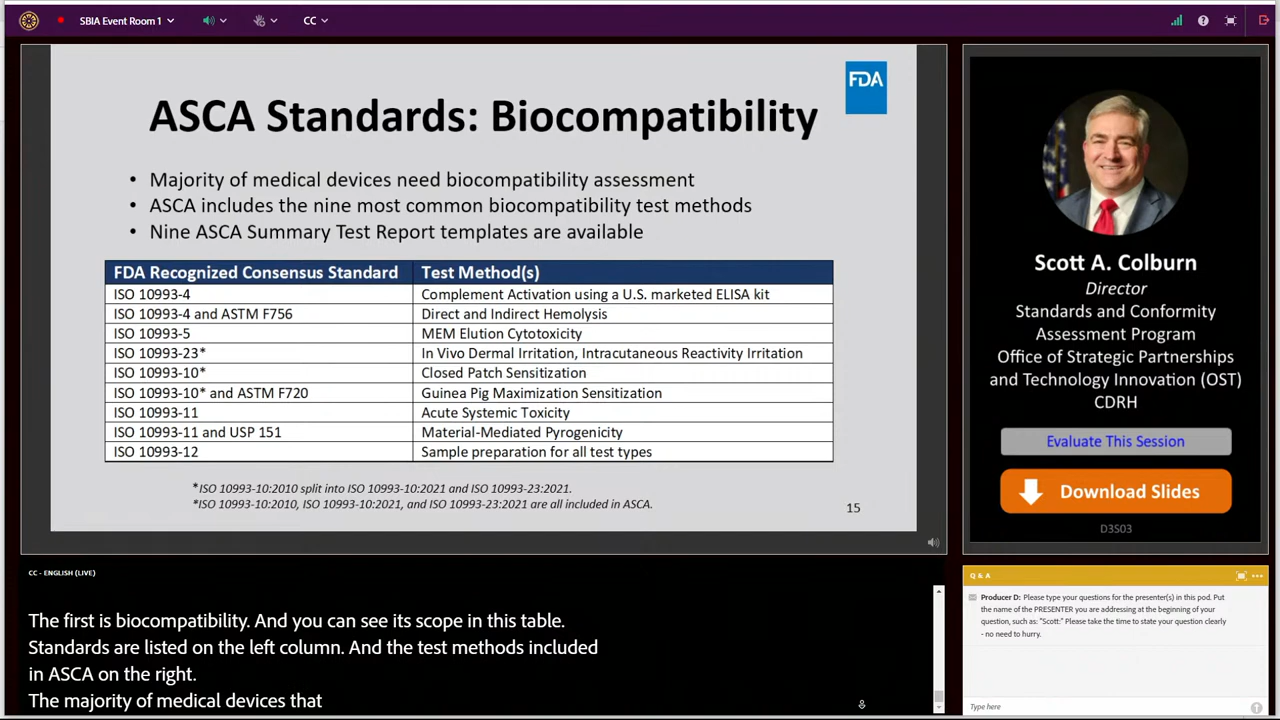 SBIA Event Room 1
CC
FDA
ASCA Standards: Biocompatibility
• Majority of medical devices need biocompatibility assessment
• ASCA includes the nine most common biocompatibility test methods
• Nine ASCA Summary Test Report templates are available
FDA Recognized Consensus Standard Test Method(s)
ISO 10993-4 Complement Activation using a U.S. marketed ELISA kit
ISO 10993-4 and ASTM F756 Direct and Indirect Hemolysis
ISO 10993-5 MEM Elution Cytotoxicity
ISO 10993-23* In Vivo Dermal Irritation, Intracutaneous Reactivity Irritation
ISO 10993-10* Closed Patch Sensitization
ISO 10993-10* and ASTM F720 Guinea Pig Maximization Sensitization
ISO 10993-11 Acute Systemic Toxicity
ISO 10993-11 and USP 151 Material-Mediated Pyrogenicity
ISO 10993-12 Sample preparation for all test types
*ISO 10993-10:2010 split into ISO 10993-10:2021 and ISO 10993-23:2021.
*ISO 10993-10:2010, ISO 10993-10:2021, and ISO 10993-23:2021 are all included in ASCA.
15
Scott A. Colburn
Director
Standards and Conformity
Assessment Program
Office of Strategic Partnerships
and Technology Innovation (OST)
CDRH
Evaluate This Session
Download Slides
D3S03
CC - ENGLISH (LIVE)
The first is biocompatibility. And you can see its scope in this table.
Standards are listed on the left column. And the test methods included
in ASCA on the right.
The majority of medical devices that
Q & A
Producer D: Please type your questions for the presenter(s) in this pod. Put
the name of the PRESENTER you are addressing at the beginning of your
question, such as: "Scott:" Please take the time to state your question clearly
- no need to hurry.
Type here